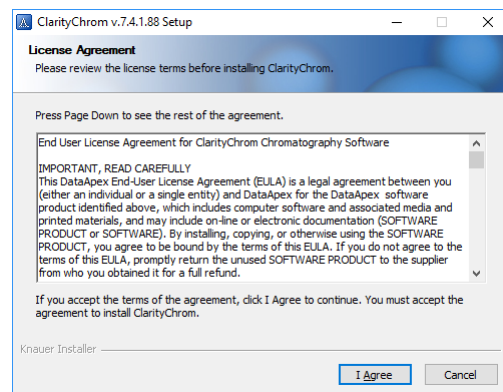 ClarityChrom v.7.4.1.88 Setup
License Agreement
Please review the license terms before installing ClarityChrom.
Press Page Down to see the rest of the agreement.
End User License Agreement for ClarityChrom Chromatography Software
IMPORTANT, READ CAREFULLY
This DataApex End-User License Agreement (EULA) is a legal agreement between you
(either an individual or a single entity) and DataApex for the DataApex software
product identified above, which includes computer software and associated media and
printed materials, and may include on-line or electronic documentation (SOFTWARE
PRODUCT or SOFTWARE). By installing, copying, or otherwise using the SOFTWARE
PRODUCT, you agree to be bound by the terms of this EULA. If you do not agree to the
terms of this EULA, promptly return the unused SOFTWARE PRODUCT to the supplier
from who you obtained it for a full refund.
If you accept the terms of the agreement, click I Agree to continue. You must accept the
agreement to install ClarityChrom.
Knauer Installer
I Agree
Cancel